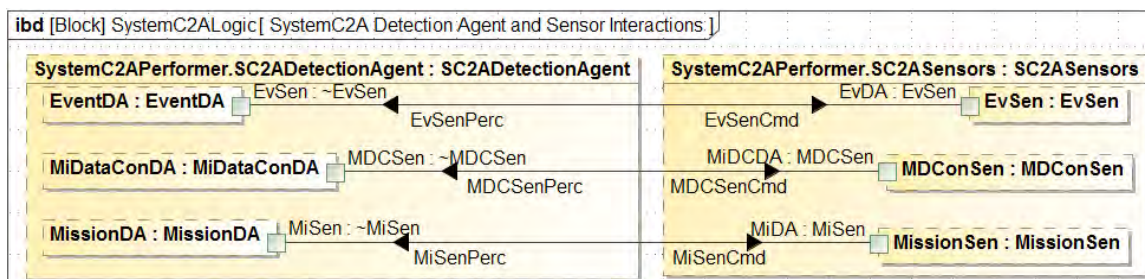 ibd [Block] SystemC2ALogic[ SystemC2A Detection Agent and Sensor Interactions ]
SystemC2APerformer.SC2ADetectionAgent : SC2ADetectionAgent
SystemC2APerformer.SC2ASensors : SC2ASensors
EventDA : EventDA
EvSen : ~EvSen
EvDA : EvSen
EvSen : EvSen
EvSenPerc
EvSenCmd
MiDataConDA : MiDataConDA
MDCSen : ~MDCSen
MiDCDA : MDCSen
MDConSen : MDConSen
MDCSenPerc
MDCSenCmd
MissionDA : MissionDA
MiSen : ~MiSen
MiDA : MiSen
MissionSen : MissionSen
MiSenPerc
MiSenCmd